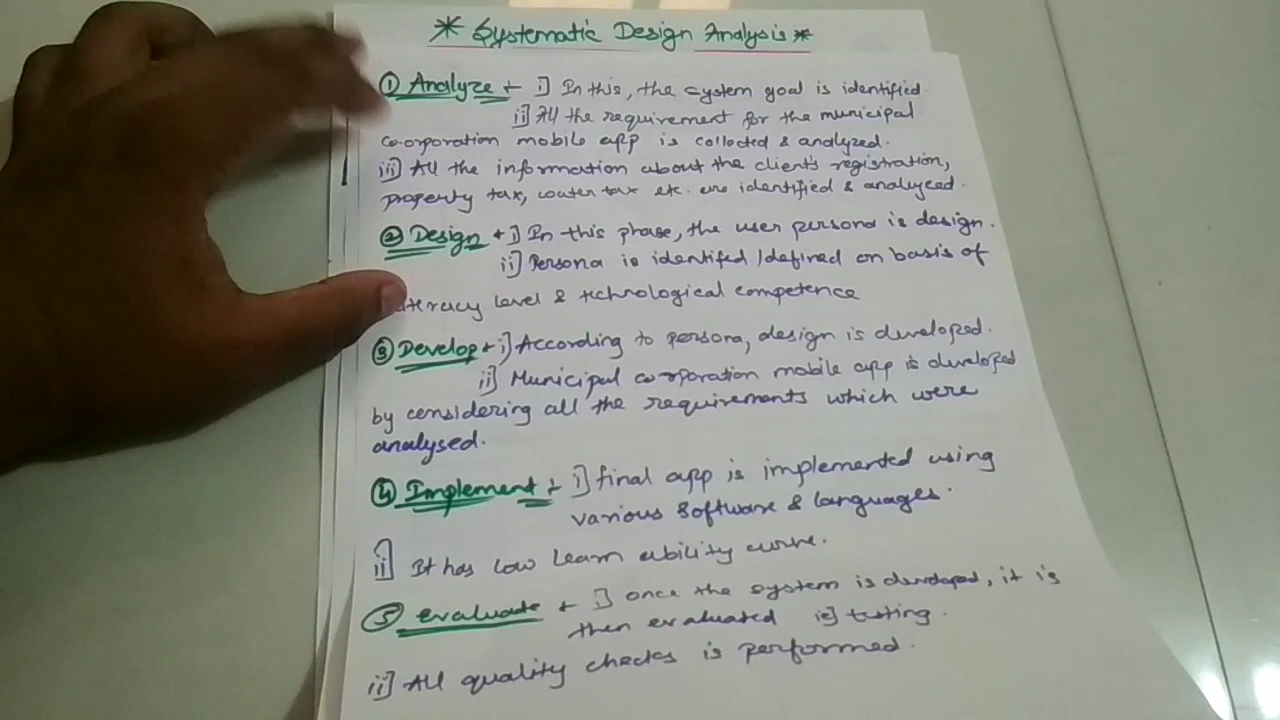 * Systematic Design Analysis *
① Analyze + i] In this, the system goal is identified.
ii] All the requirement for the municipal
co-orporation mobile app is collected & analyzed.
iii] All the information about the client's registration,
property tax, water tax etc. are identified & analyzed.
② Design + i] In this phase, the user persona is design.
ii] Persona is identifed /defined on basis of
literacy level & technological competence
③ Develop + i] According to persona, design is developed.
ii] Municipal co-orporation mobile app is developed
by considering all the requirements which were
analysed.
④ Implement + i] final app is implemented using
various software & languages.
ii] It has low learn ability curve.
⑤ evaluate + i] once the system is developed, it is
then evaluated ie] testing.
ii] All quality checks is performed.